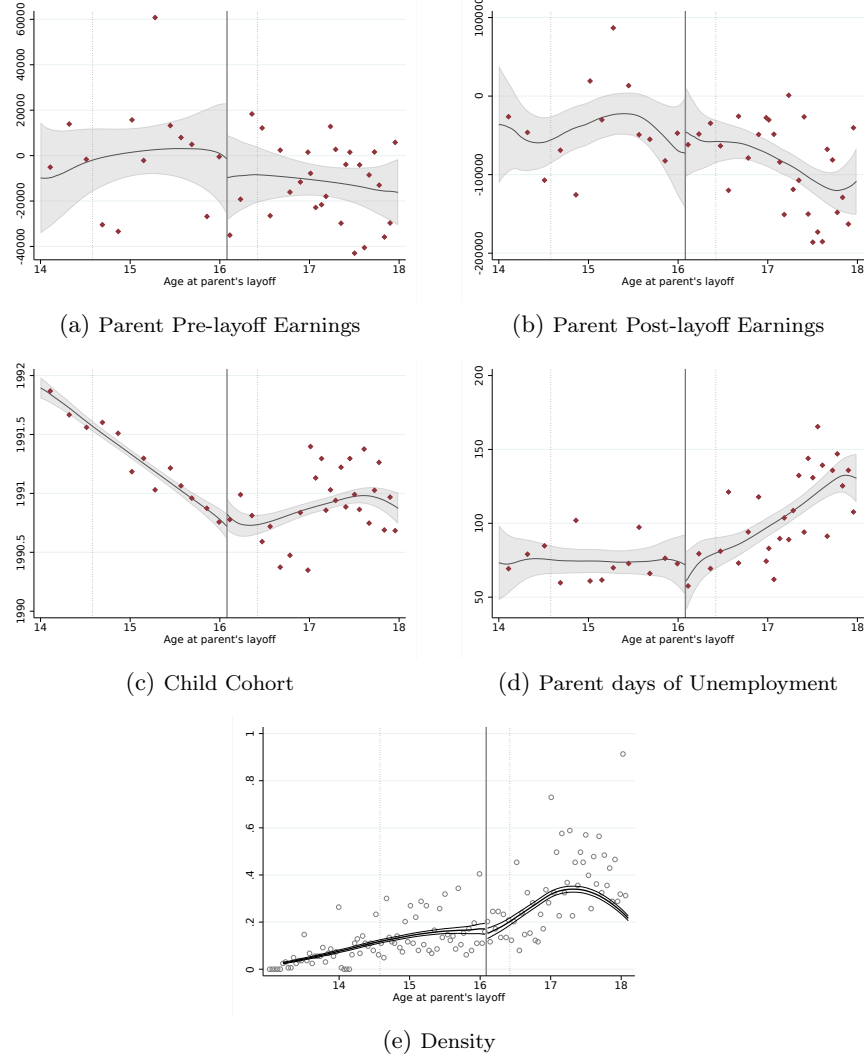 60000
40000
20000
0
-20000
-40000
14 15 16 17 18
Age at parent's layoff
(a) Parent Pre-layoff Earnings
100000
0
-100000
-200000
14 15 16 17 18
Age at parent's layoff
(b) Parent Post-layoff Earnings
1992
1991.5
1991
1990.5
1990
14 15 16 17 18
Age at parent's layoff
(c) Child Cohort
200
150
100
50
14 15 16 17 18
Age at parent's layoff
(d) Parent days of Unemployment
1
.8
.6
.4
.2
0
14 15 16 17 18
Age at parent's layoff
(e) Density